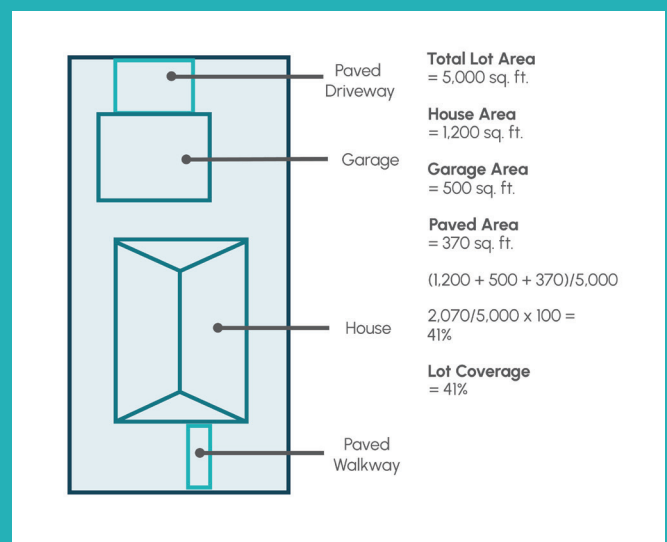 Paved
Driveway
Garage
House
Paved
Walkway
Total Lot Area
= 5,000 sq. ft.
House Area
= 1,200 sq. ft.
Garage Area
= 500 sq. ft.
Paved Area
= 370 sq. ft.
(1,200 + 500 + 370)/5,000
2,070/5,000 x 100 =
41%
Lot Coverage
= 41%